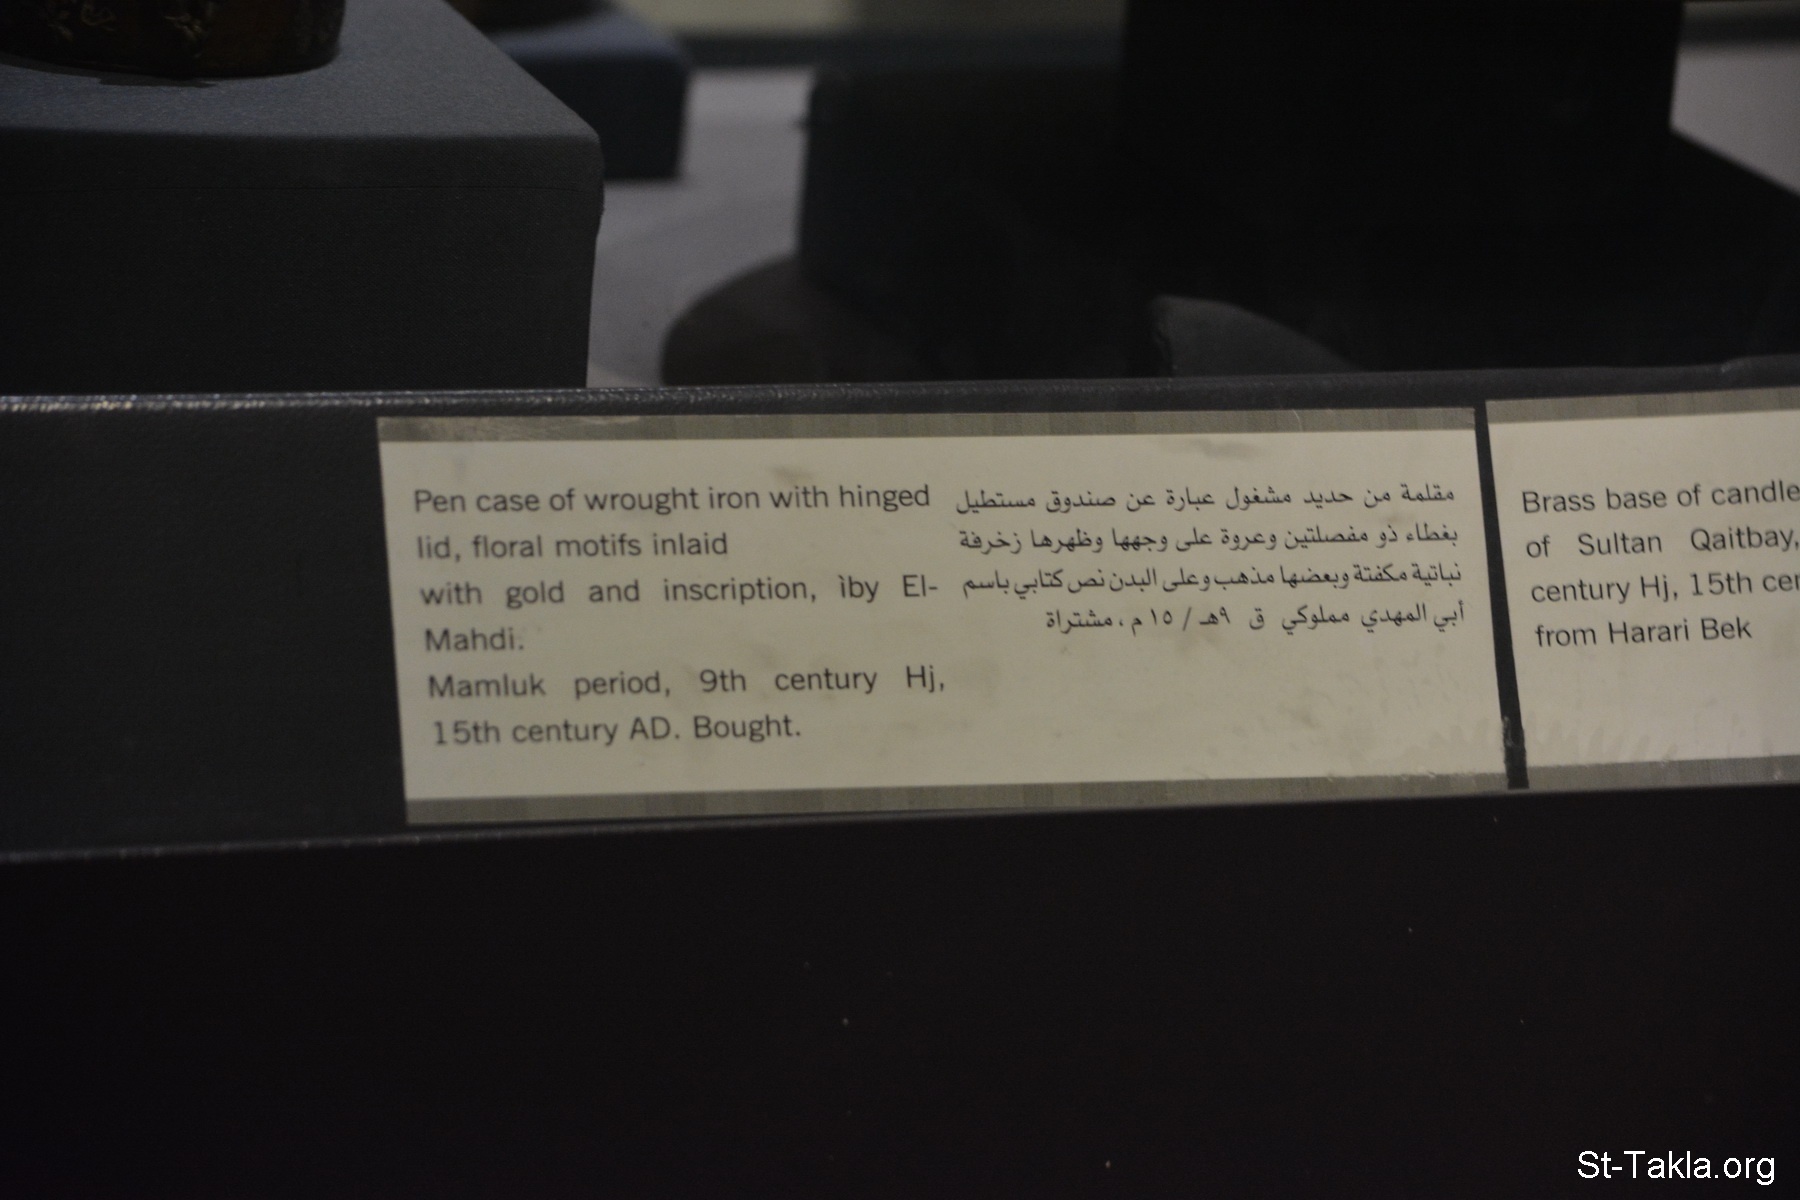 Pen case of wrought iron with hinged
lid, floral motifs inlaid
with gold and inscription, ìby El-
Mahdi.
Mamluk period, 9th century Hj,
15th century AD. Bought.
مقلمة من حديد مشغول عبارة عن صندوق مستطيل
بغطاء ذو مفصلتين وعروة على وجهها وظهرها زخرفة
نباتية مكفتة وبعضها مذهب وعلى البدن نص كتابي باسم
أبي المهدي مملوكي ق ٩هـ / ١٥ م ، مشتراة
Brass base of candle
of Sultan Qaitbay,
century Hj, 15th cer
from Harari Bek
St-Takla.org